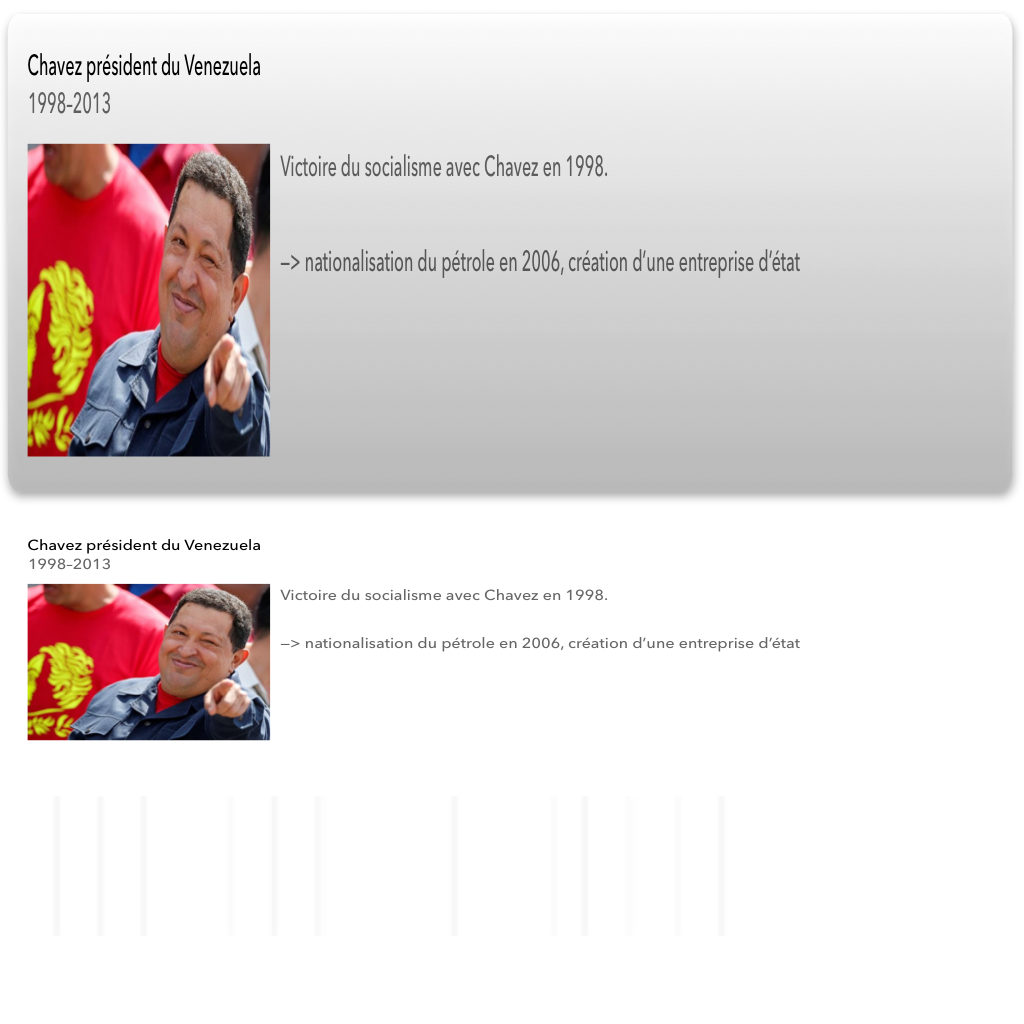 Chavez président du Venezuela
1998-2013
Victoire du socialisme avec Chavez en 1998.
—> nationalisation du pétrole en 2006, création d’une entreprise d’état
Chavez président du Venezuela
1998–2013
Victoire du socialisme avec Chavez en 1998.
—> nationalisation du pétrole en 2006, création d’une entreprise d’état